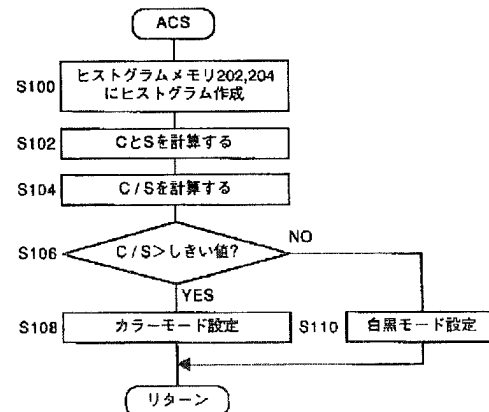 ACS
S100
ヒストグラムメモリ202,204
にヒストグラム作成
S102
CとSを計算する
S104
C/Sを計算する
S106
C/S>しきい値?
NO
YES
S108
カラーモード設定
S110
白黒モード設定
リターン